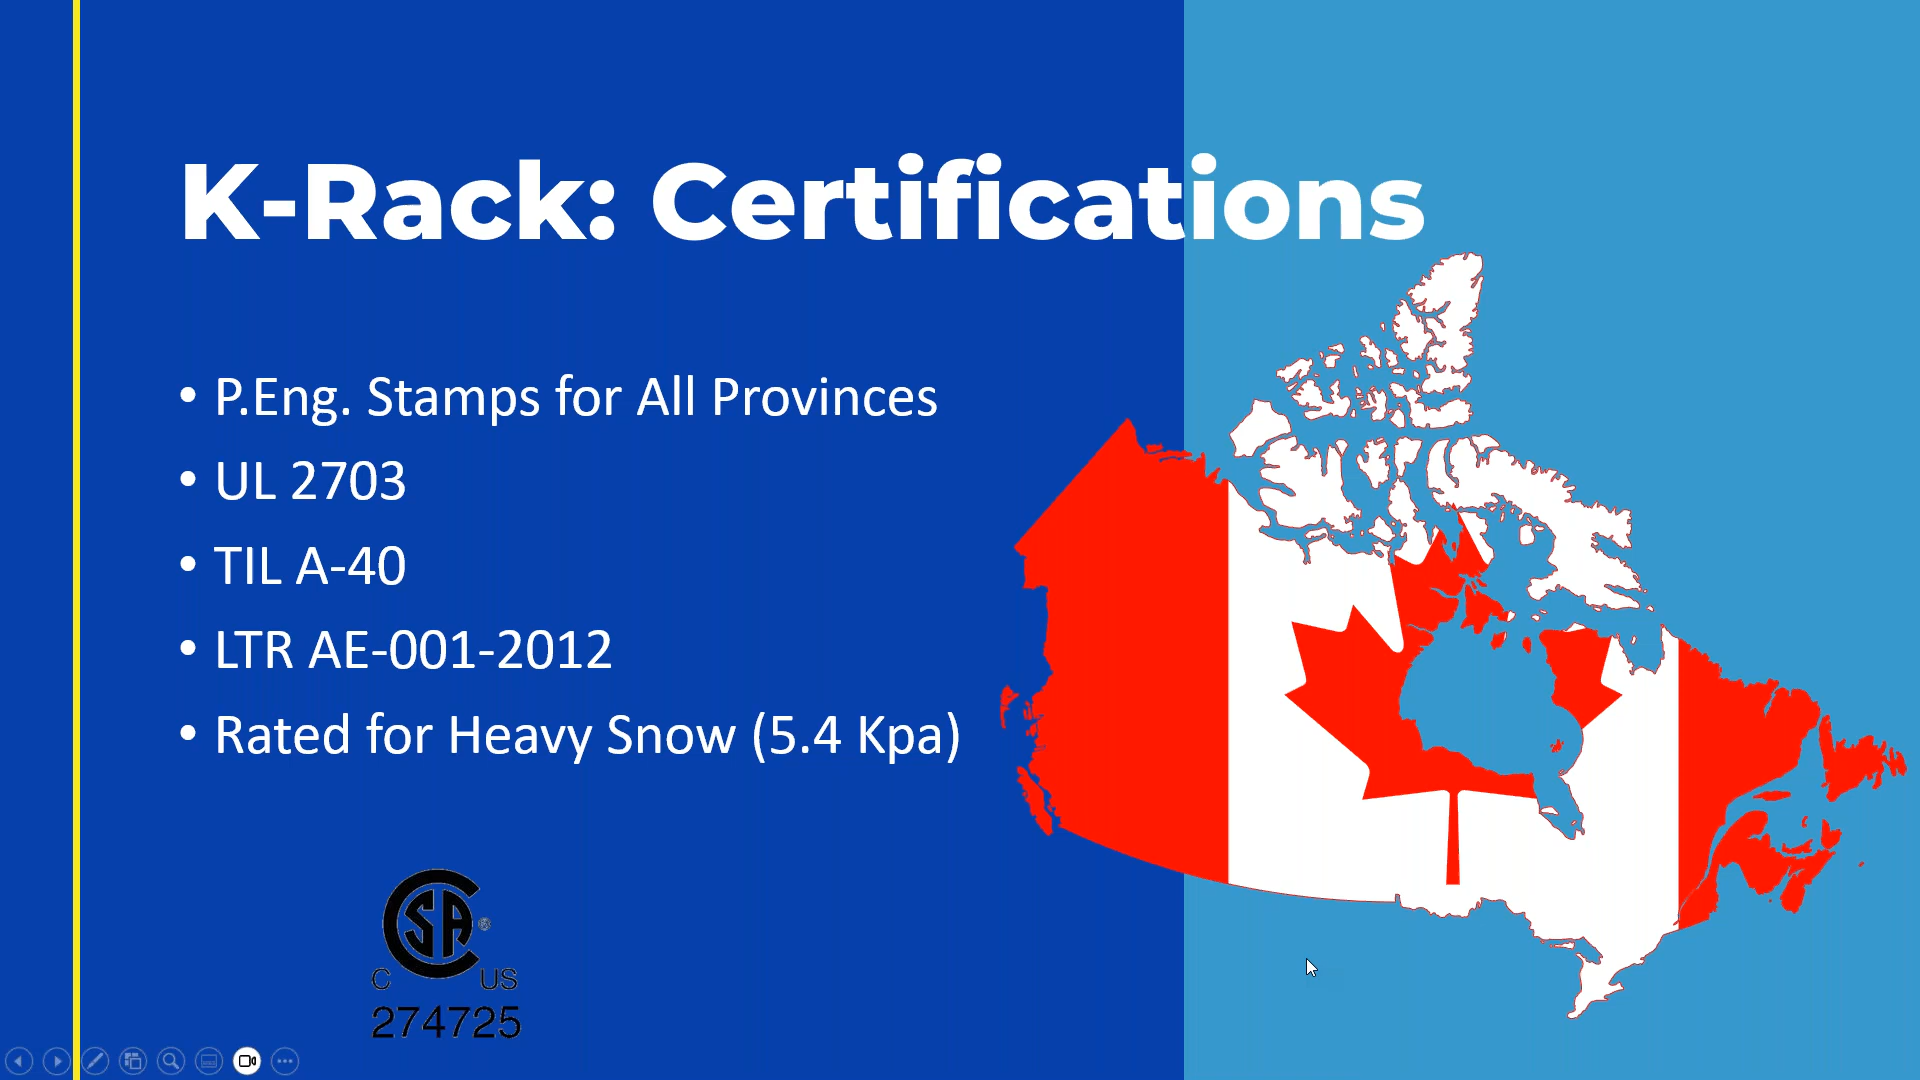 K-Rack: Certifications
• P.Eng. Stamps for All Provinces
• UL 2703
• TIL A-40
• LTR AE-001-2012
• Rated for Heavy Snow (5.4 Kpa)
CSA ®
C US
274725